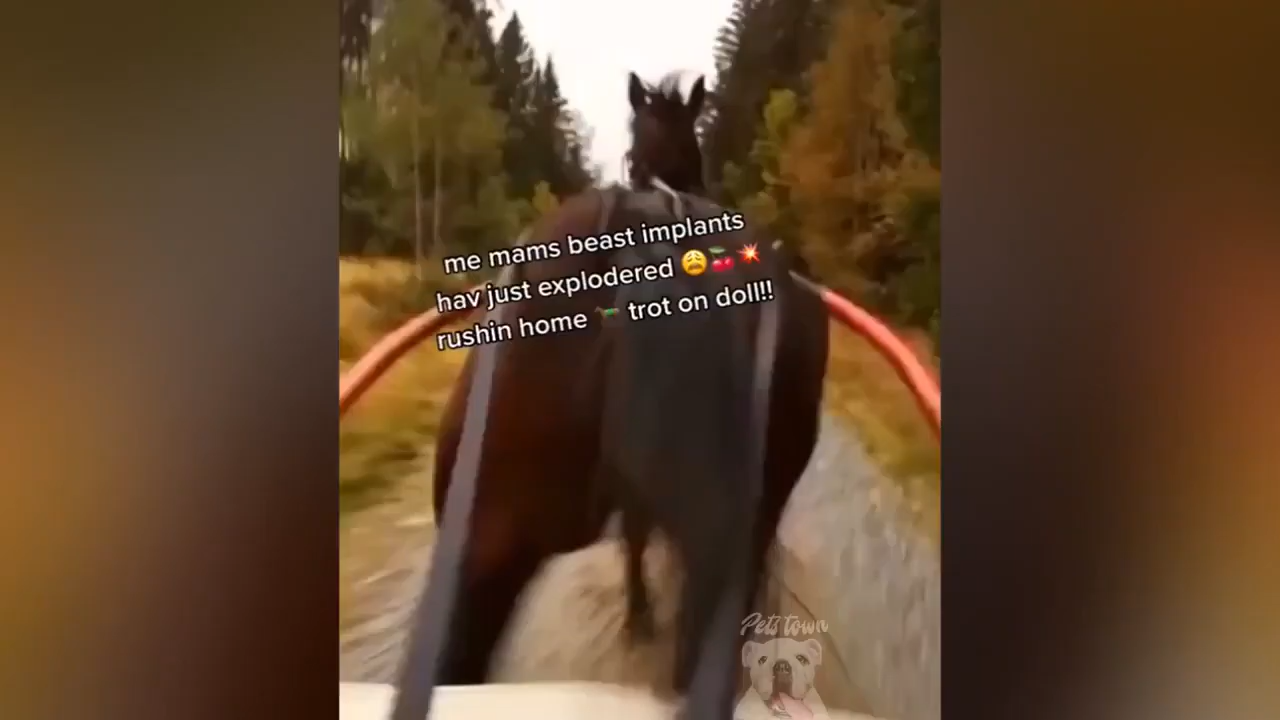 me mams beast implants
hav just explodered 😩🍒💥
rushin home 🐎 trot on doll!!
Pets town